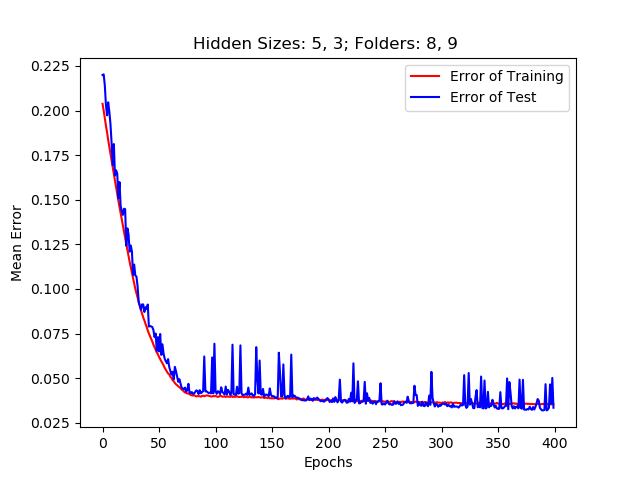 Hidden Sizes: 5, 3; Folders: 8, 9
Error of Training
Error of Test
Mean Error
0.225
0.200
0.175
0.150
0.125
0.100
0.075
0.050
0.025
0 50 100 150 200 250 300 350 400
Epochs